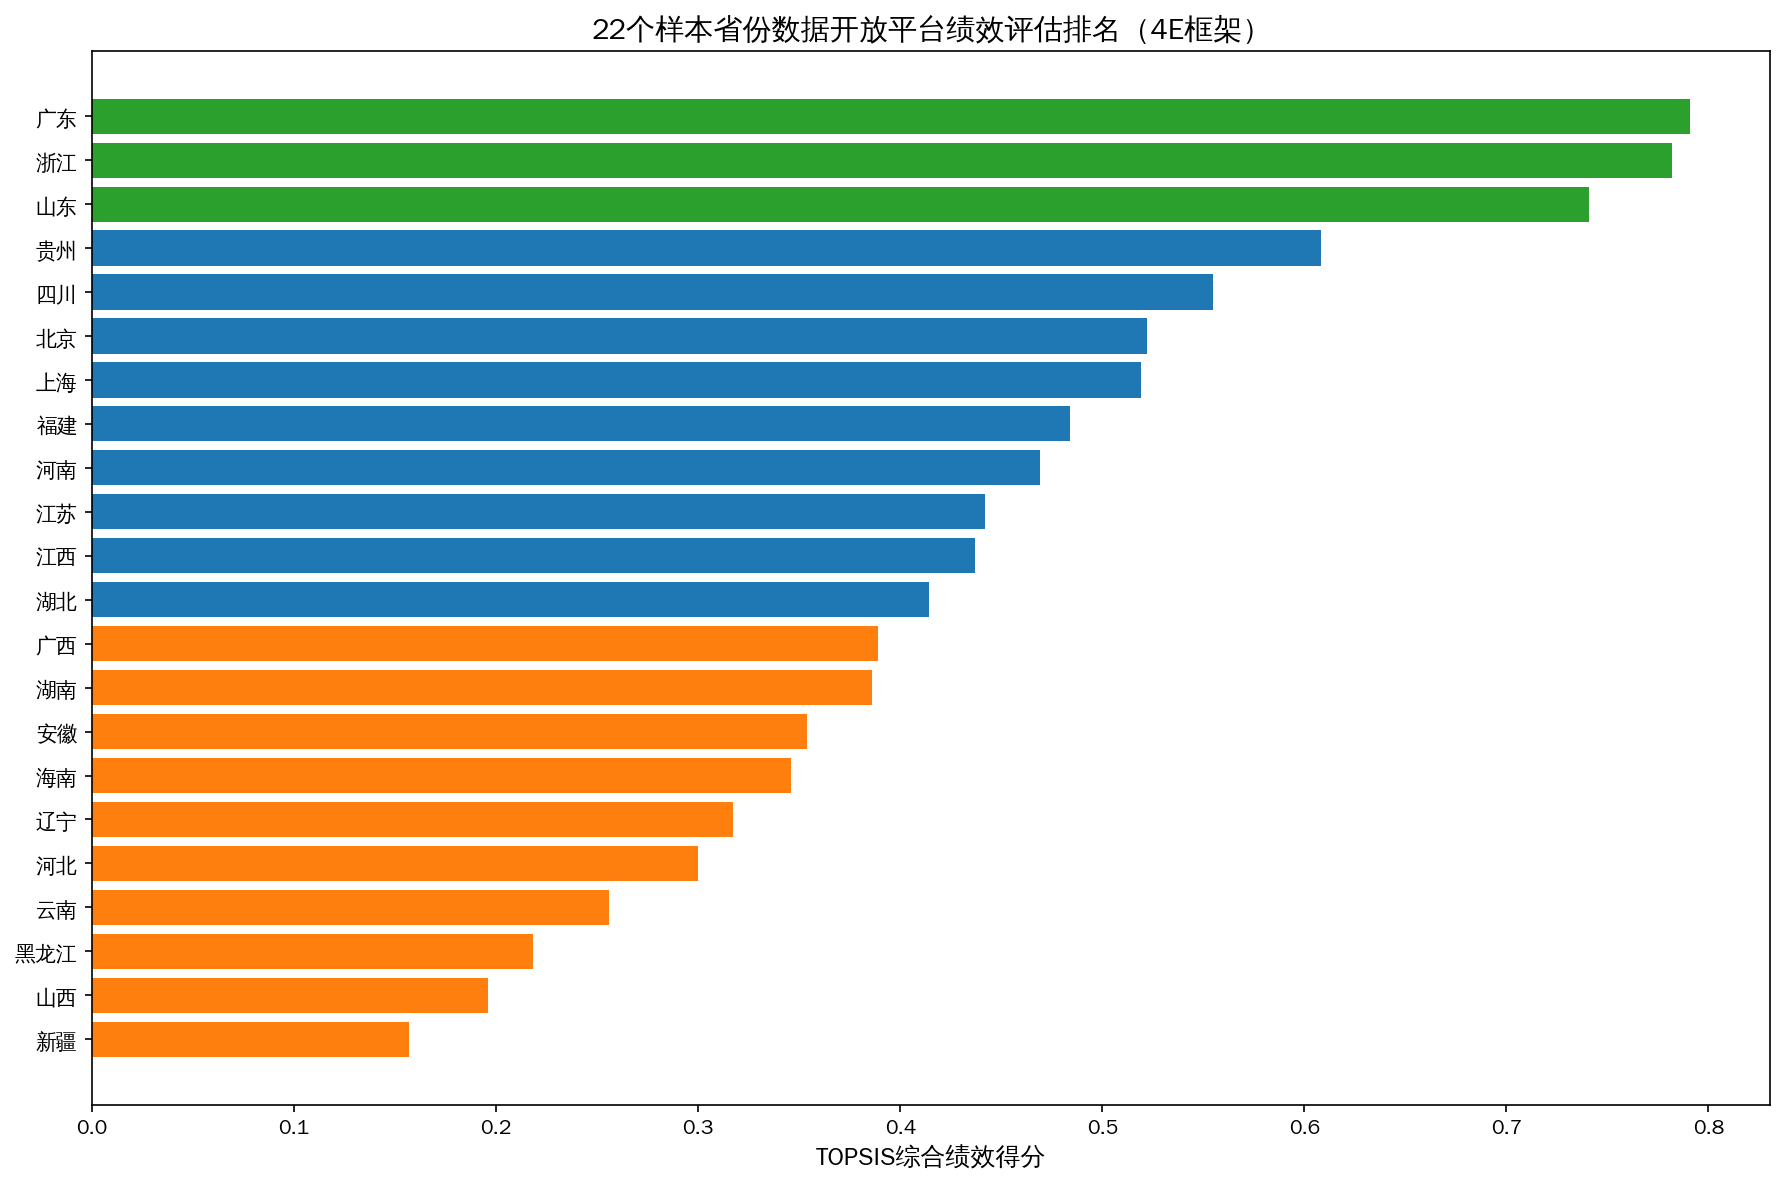 22个样本省份数据开放平台绩效评估排名（4E框架）
广东
浙江
山东
贵州
四川
北京
上海
福建
河南
江苏
江西
湖北
广西
湖南
安徽
海南
辽宁
河北
云南
黑龙江
山西
新疆
0.0 0.1 0.2 0.3 0.4 0.5 0.6 0.7 0.8
TOPSIS综合绩效得分